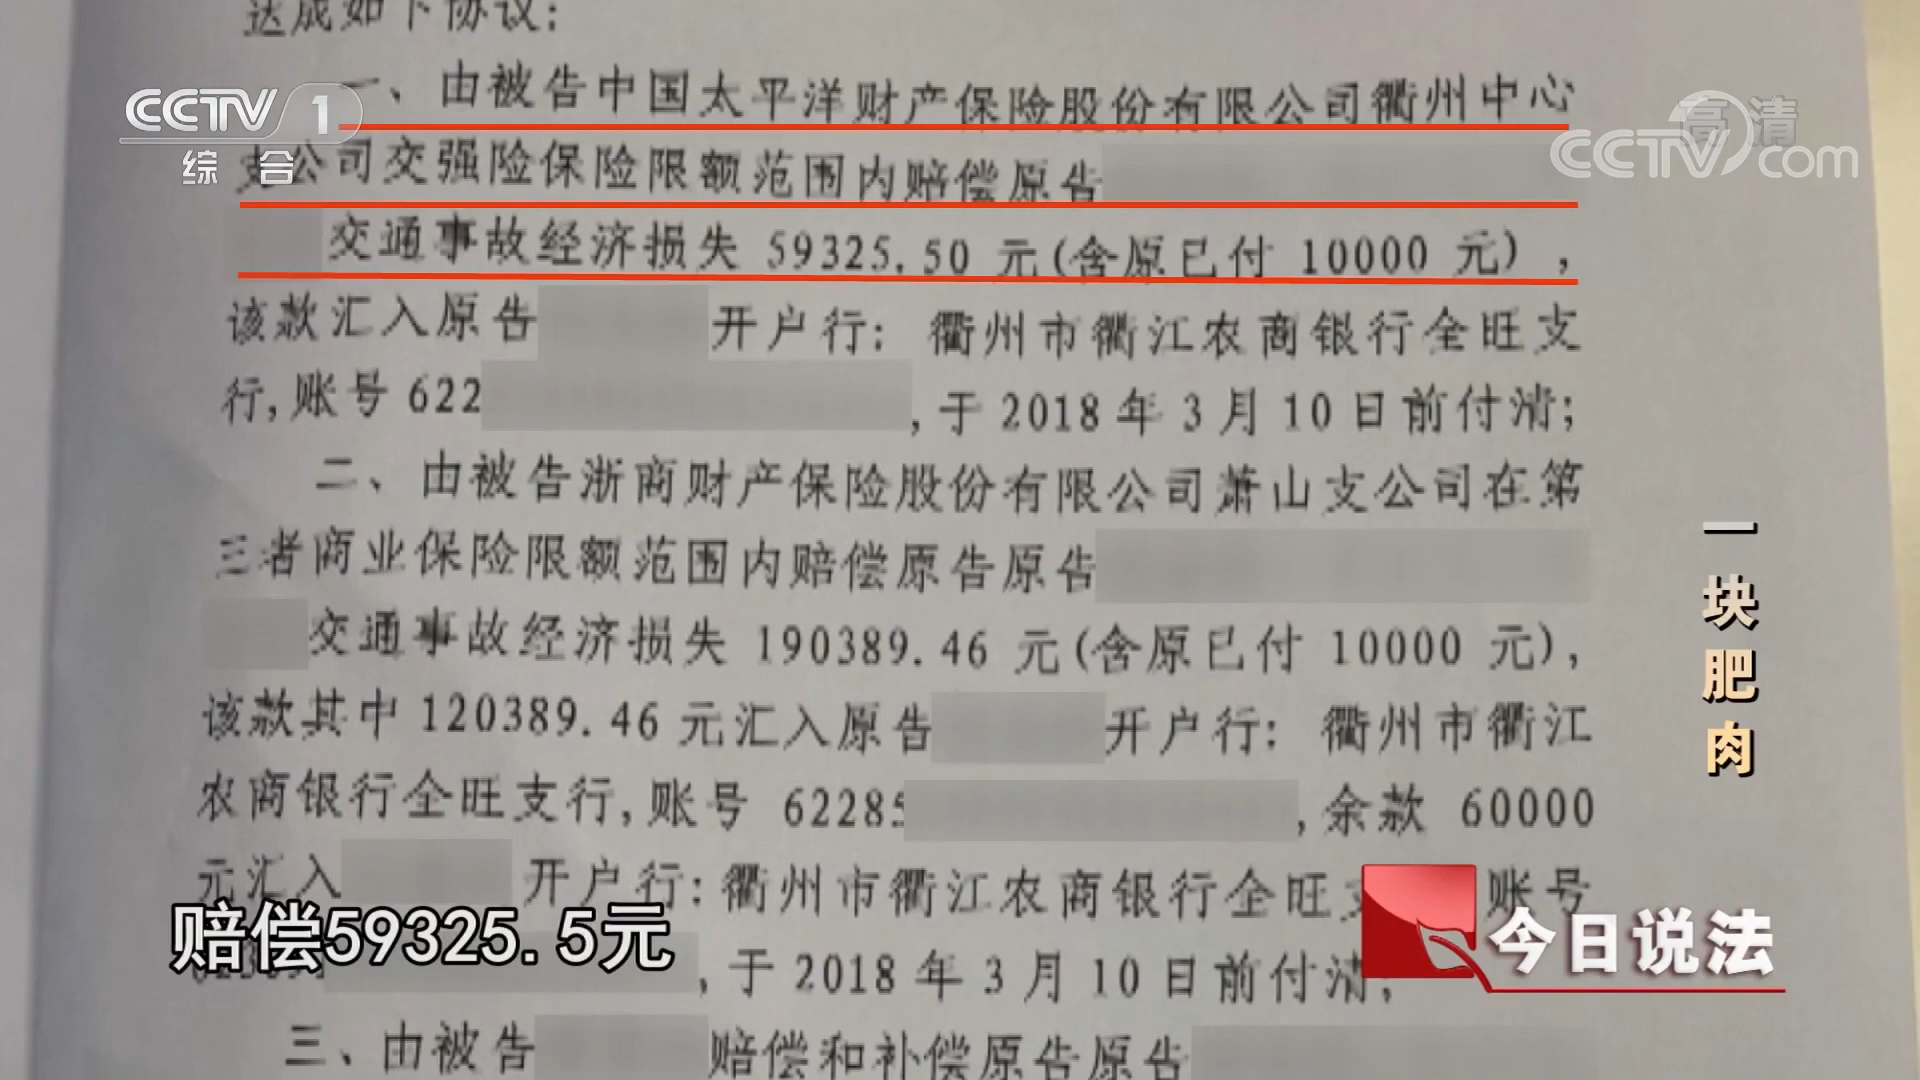 达成如下协议:
一、由被告中国太平洋财产保险股份有限公司衢州中心
支公司交强险保险限额范围内赔偿原告
交通事故经济损失 59325.50 元(含原已付 10000 元),
该款汇入原告 开户行: 衢州市衢江农商银行全旺支
行,账号 622 ,于 2018 年 3 月 10 日前付清;
二、由被告浙商财产保险股份有限公司萧山支公司在第
三者商业保险限额范围内赔偿原告原告
交通事故经济损失 190389.46 元(含原已付 10000 元),
该款其中 120389.46 元汇入原告 开户行: 衢州市衢江
农商银行全旺支行,账号 62285 ,余款 60000
元汇入 开户行: 衢州市衢江农商银行全旺支 账号
,于 2018 年 3 月 10 日前付清;
三、由被告 赔偿和补偿原告原告
CCTV 1
综合
高清
CCTV.com
一块肥肉
赔偿59325.5元
今日说法